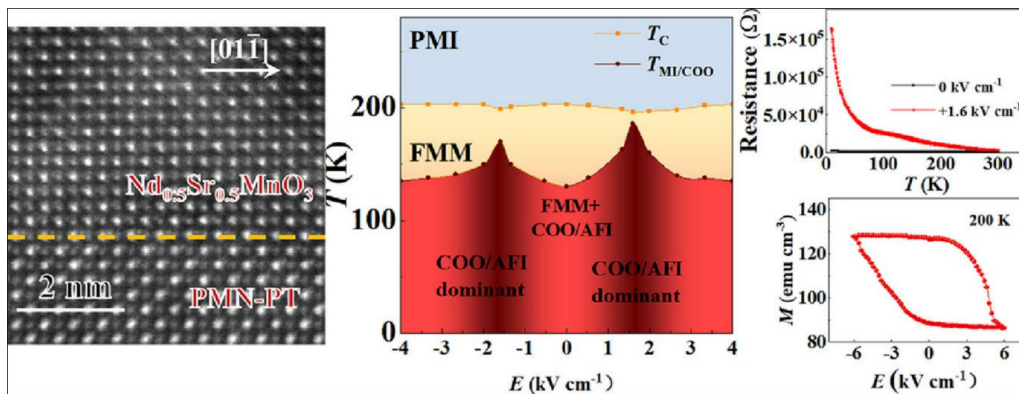 [011̄]
Nd0.5Sr0.5MnO3
2 nm
PMN-PT
T (K)
200
100
0
PMI
TC
TMI/COO
FMM
FMM+
COO/AFI
COO/AFI
dominant
COO/AFI
dominant
-4 -3 -2 -1 0 1 2 3 4
E (kV cm⁻¹)
Resistance (Ω)
1.5×10⁵
1.0×10⁵
5.0×10⁴
0.0
0 kV cm⁻¹
+1.6 kV cm⁻¹
0 100 200 300
T (K)
M (emu cm⁻³)
140
120
100
80
200 K
-6 -3 0 3 6
E (kV cm⁻¹)